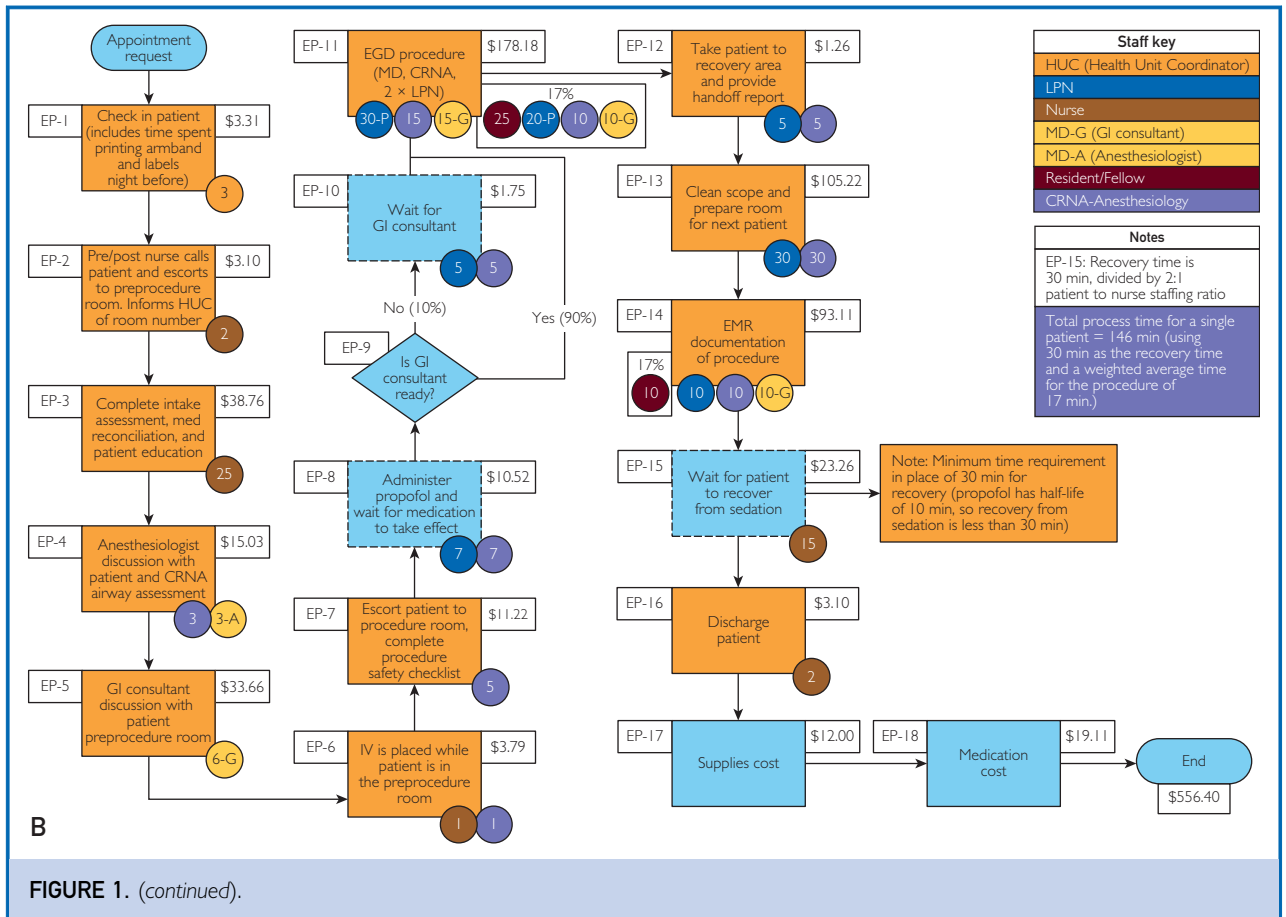 Appointment
request
EP-1
Check in patient
(includes time spent
printing armband
and labels
night before)
$3.31
3
EP-2
Pre/post nurse calls
patient and escorts
to preprocedure
room. Informs HUC
of room number
$3.10
2
EP-3
Complete intake
assessment, med
reconciliation, and
patient education
$38.76
25
EP-4
Anesthesiologist
discussion with
patient and CRNA
airway assessment
$15.03
3
3-A
EP-5
GI consultant
discussion with
patient
preprocedure room
$33.66
6-G
EP-6
IV is placed while
patient is in
the preprocedure
room
$3.79
1
1
EP-7
Escort patient to
procedure room,
complete
procedure
safety checklist
$11.22
5
EP-8
Administer
propofol and
wait for medication
to take effect
$10.52
7
7
EP-9
Is GI
consultant
ready?
No (10%)
Yes (90%)
EP-10
Wait for
GI consultant
$1.75
5
5
EP-11
EGD procedure
(MD, CRNA,
2 × LPN)
$178.18
30-P
15
15-G
17%
25
20-P
10
10-G
EP-12
Take patient to
recovery area
and provide
handoff report
$1.26
5
5
EP-13
Clean scope and
prepare room
for next patient
$105.22
30
30
EP-14
EMR
documentation
of procedure
$93.11
17%
10
10
10
10-G
EP-15
Wait for patient
to recover
from sedation
$23.26
15
Note: Minimum time requirement
in place of 30 min for
recovery (propofol has half-life
of 10 min, so recovery from
sedation is less than 30 min)
EP-16
Discharge
patient
$3.10
2
EP-17
Supplies cost
$12.00
EP-18
Medication
cost
$19.11
End
$556.40
Staff key
HUC (Health Unit Coordinator)
LPN
Nurse
MD-G (GI consultant)
MD-A (Anesthesiologist)
Resident/Fellow
CRNA-Anesthesiology
Notes
EP-15: Recovery time is
30 min, divided by 2:1
patient to nurse staffing ratio
Total process time for a single
patient = 146 min (using
30 min as the recovery time
and a weighted average time
for the procedure of
17 min.)
B
FIGURE 1. (continued).